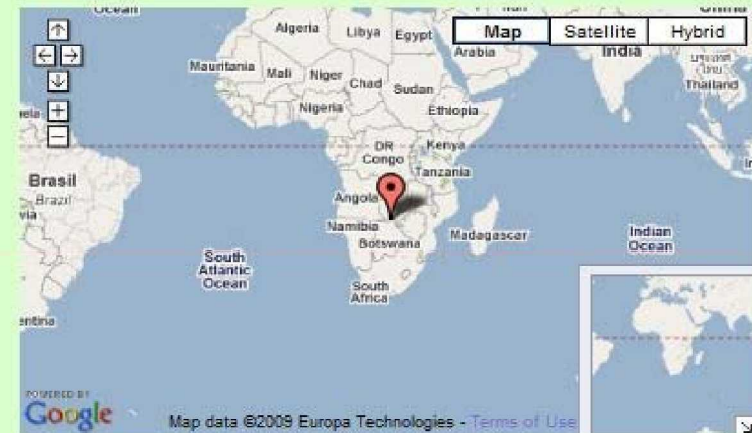 Ocean
Map Satellite Hybrid
Algeria Libya Egypt
Arabia India
Mauritania Mali Niger Chad Sudan
Thailand
Nigeria Ethiopia
DR Congo Kenya
Tanzania
Brasil
Brazil
Angola
Namibia
Botswana
Madagascar
South Atlantic Ocean
Indian Ocean
South Africa
entina
POWERED BY
Google
Map data ©2009 Europa Technologies - Terms of Use